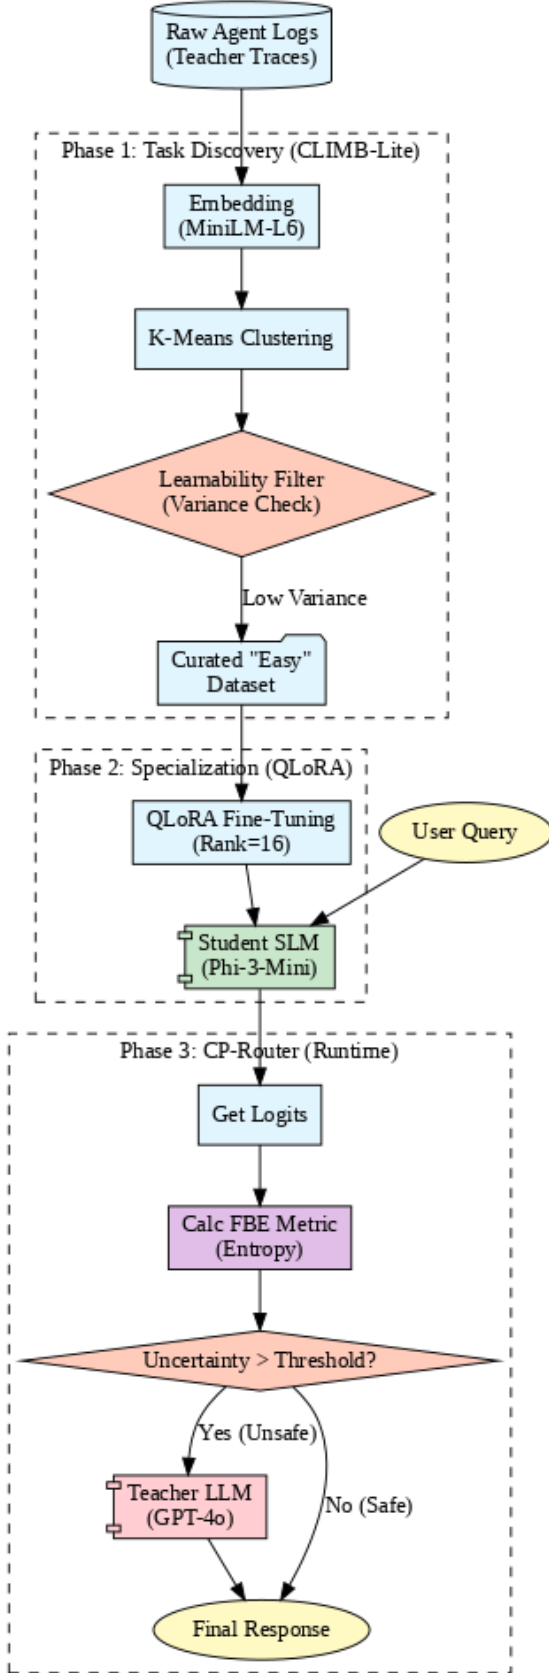 Raw Agent Logs
(Teacher Traces)
Phase 1: Task Discovery (CLIMB-Lite)
Embedding
(MiniLM-L6)
K-Means Clustering
Learnability Filter
(Variance Check)
Low Variance
Curated "Easy"
Dataset
Phase 2: Specialization (QLoRA)
QLoRA Fine-Tuning
(Rank=16)
User Query
Student SLM
(Phi-3-Mini)
Phase 3: CP-Router (Runtime)
Get Logits
Calc FBE Metric
(Entropy)
Uncertainty > Threshold?
Yes (Unsafe)
Teacher LLM
(GPT-4o)
No (Safe)
Final Response